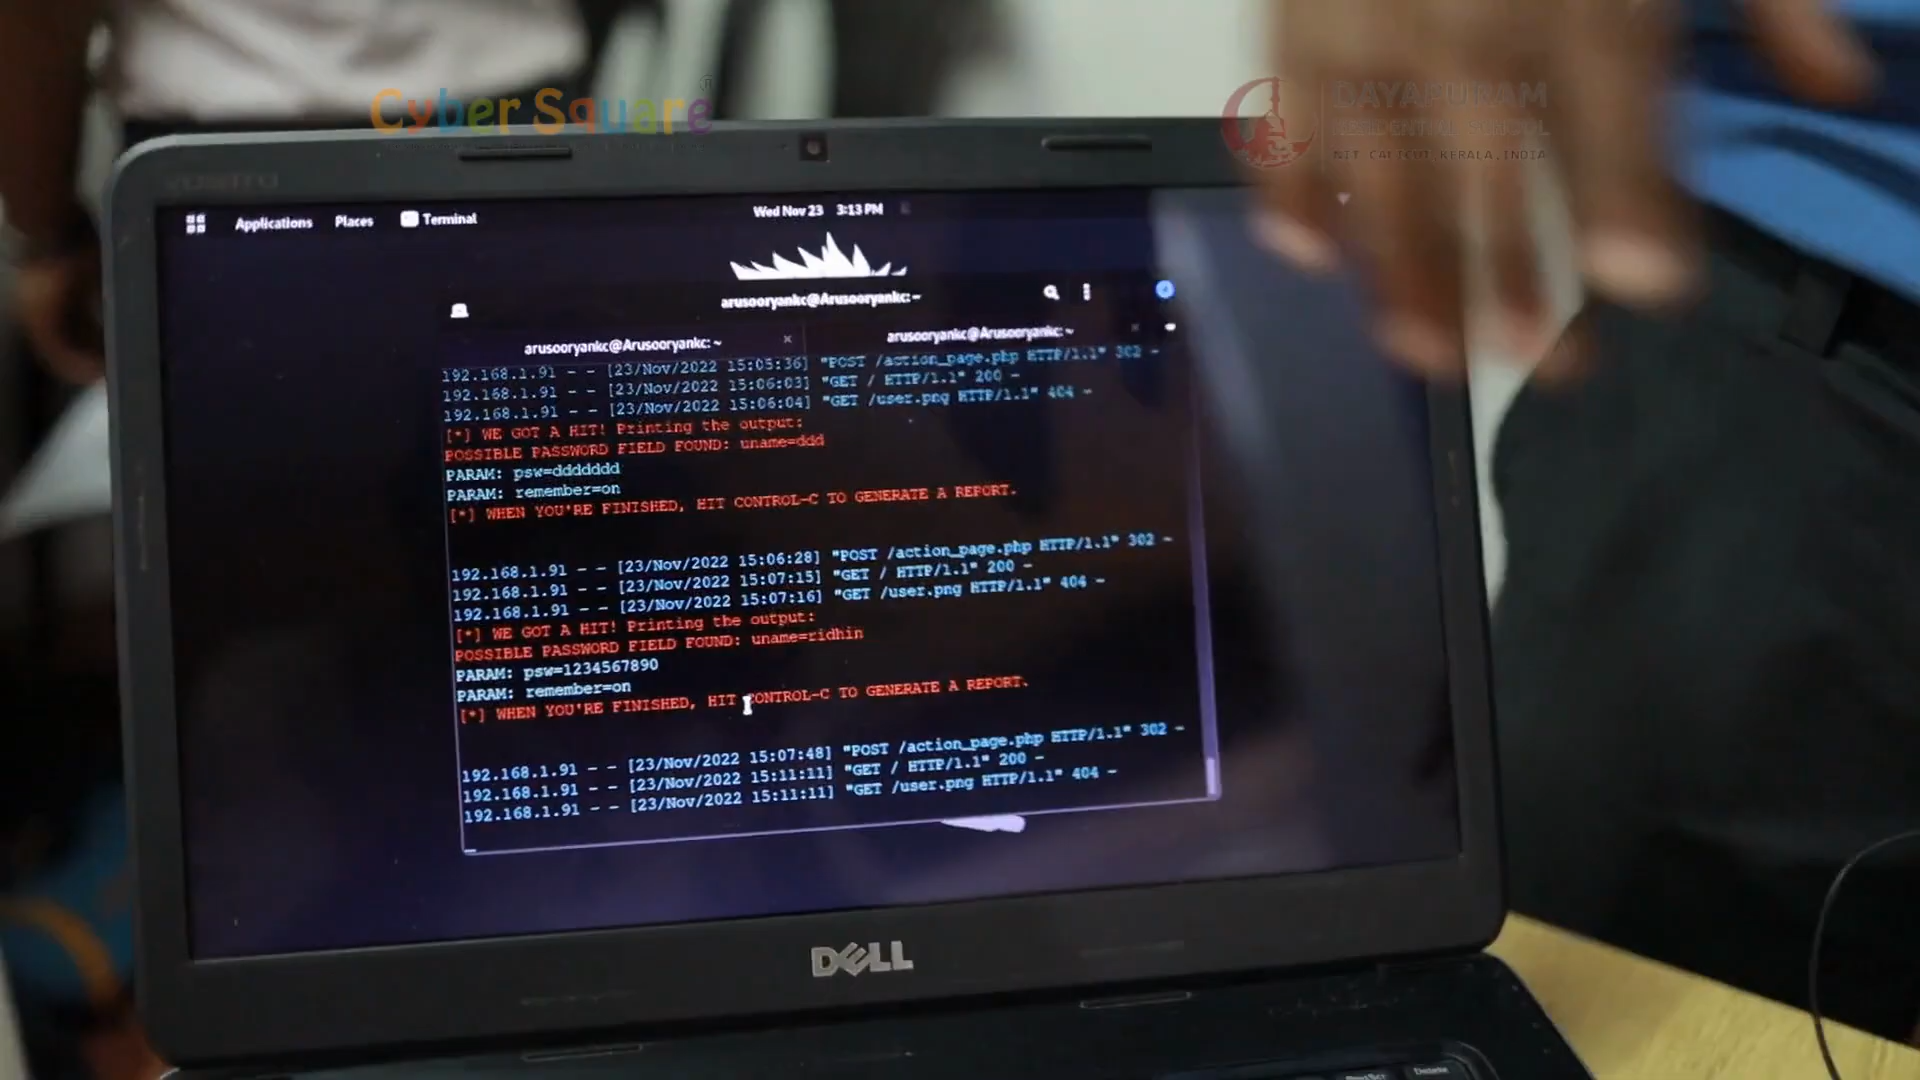 Cyber Square
DAYAPURAM
RESIDENTIAL SCHOOL
NIT CALICUT, KERALA, INDIA
VOSTRO
Applications Places Terminal
Wed Nov 23 3:13 PM
arusooryankc@Arusooryankc: ~
arusooryankc@Arusooryankc: ~ ×
arusooryankc@Arusooryankc: ~ ×
192.168.1.91 - - [23/Nov/2022 15:05:36] "POST /action_page.php HTTP/1.1" 302 -
192.168.1.91 - - [23/Nov/2022 15:06:03] "GET / HTTP/1.1" 200 -
192.168.1.91 - - [23/Nov/2022 15:06:04] "GET /user.png HTTP/1.1" 404 -
[*] WE GOT A HIT! Printing the output:
POSSIBLE PASSWORD FIELD FOUND: uname=ddd
PARAM: psw=ddddddd
PARAM: remember=on
[*] WHEN YOU'RE FINISHED, HIT CONTROL-C TO GENERATE A REPORT.
192.168.1.91 - - [23/Nov/2022 15:06:28] "POST /action_page.php HTTP/1.1" 302 -
192.168.1.91 - - [23/Nov/2022 15:07:15] "GET / HTTP/1.1" 200 -
192.168.1.91 - - [23/Nov/2022 15:07:16] "GET /user.png HTTP/1.1" 404 -
[*] WE GOT A HIT! Printing the output:
POSSIBLE PASSWORD FIELD FOUND: uname=ridhin
PARAM: psw=1234567890
PARAM: remember=on
[*] WHEN YOU'RE FINISHED, HIT CONTROL-C TO GENERATE A REPORT.
192.168.1.91 - - [23/Nov/2022 15:07:48] "POST /action_page.php HTTP/1.1" 302 -
192.168.1.91 - - [23/Nov/2022 15:11:11] "GET / HTTP/1.1" 200 -
192.168.1.91 - - [23/Nov/2022 15:11:11] "GET /user.png HTTP/1.1" 404 -
DELL
Delete